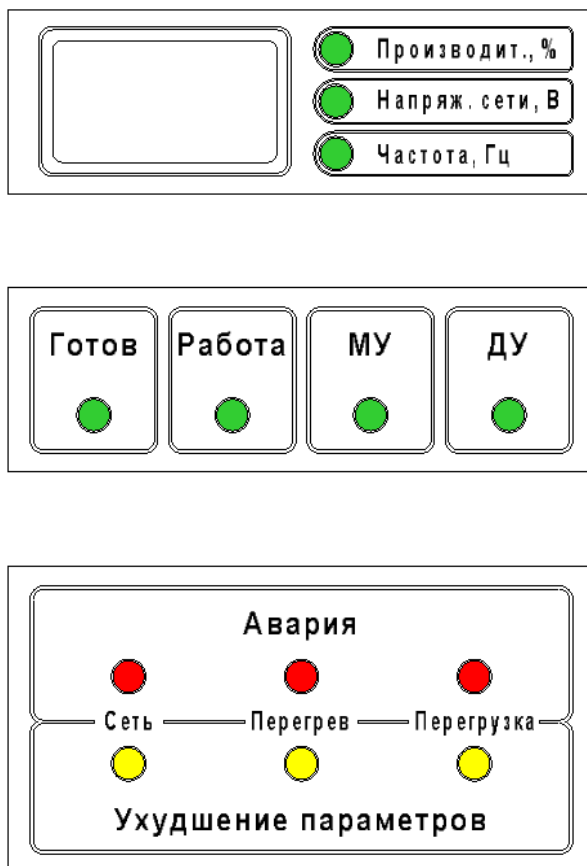 Производит., %
Напряж. сети, В
Частота, Гц
Готов Работа МУ ДУ
Авария
Сеть Перегрев Перегрузка
Ухудшение параметров